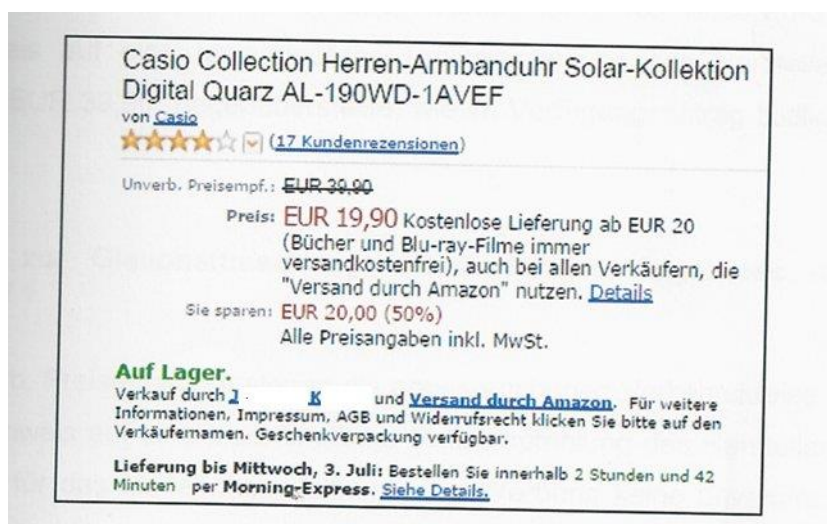 Casio Collection Herren-Armbanduhr Solar-Kollektion
Digital Quarz AL-190WD-1AVEF
von Casio
(17 Kundenrezensionen)
Unverb. Preisempf.: EUR 39,90
Preis: EUR 19,90 Kostenlose Lieferung ab EUR 20
(Bücher und Blu-ray-Filme immer
versandkostenfrei), auch bei allen Verkäufern, die
"Versand durch Amazon" nutzen. Details
Sie sparen: EUR 20,00 (50%)
Alle Preisangaben inkl. MwSt.
Auf Lager.
Verkauf durch J K und Versand durch Amazon. Für weitere
Informationen, Impressum, AGB und Widerrufsrecht klicken Sie bitte auf den
Verkäufernamen. Geschenkverpackung verfügbar.
Lieferung bis Mittwoch, 3. Juli: Bestellen Sie innerhalb 2 Stunden und 42
Minuten per Morning-Express. Siehe Details.